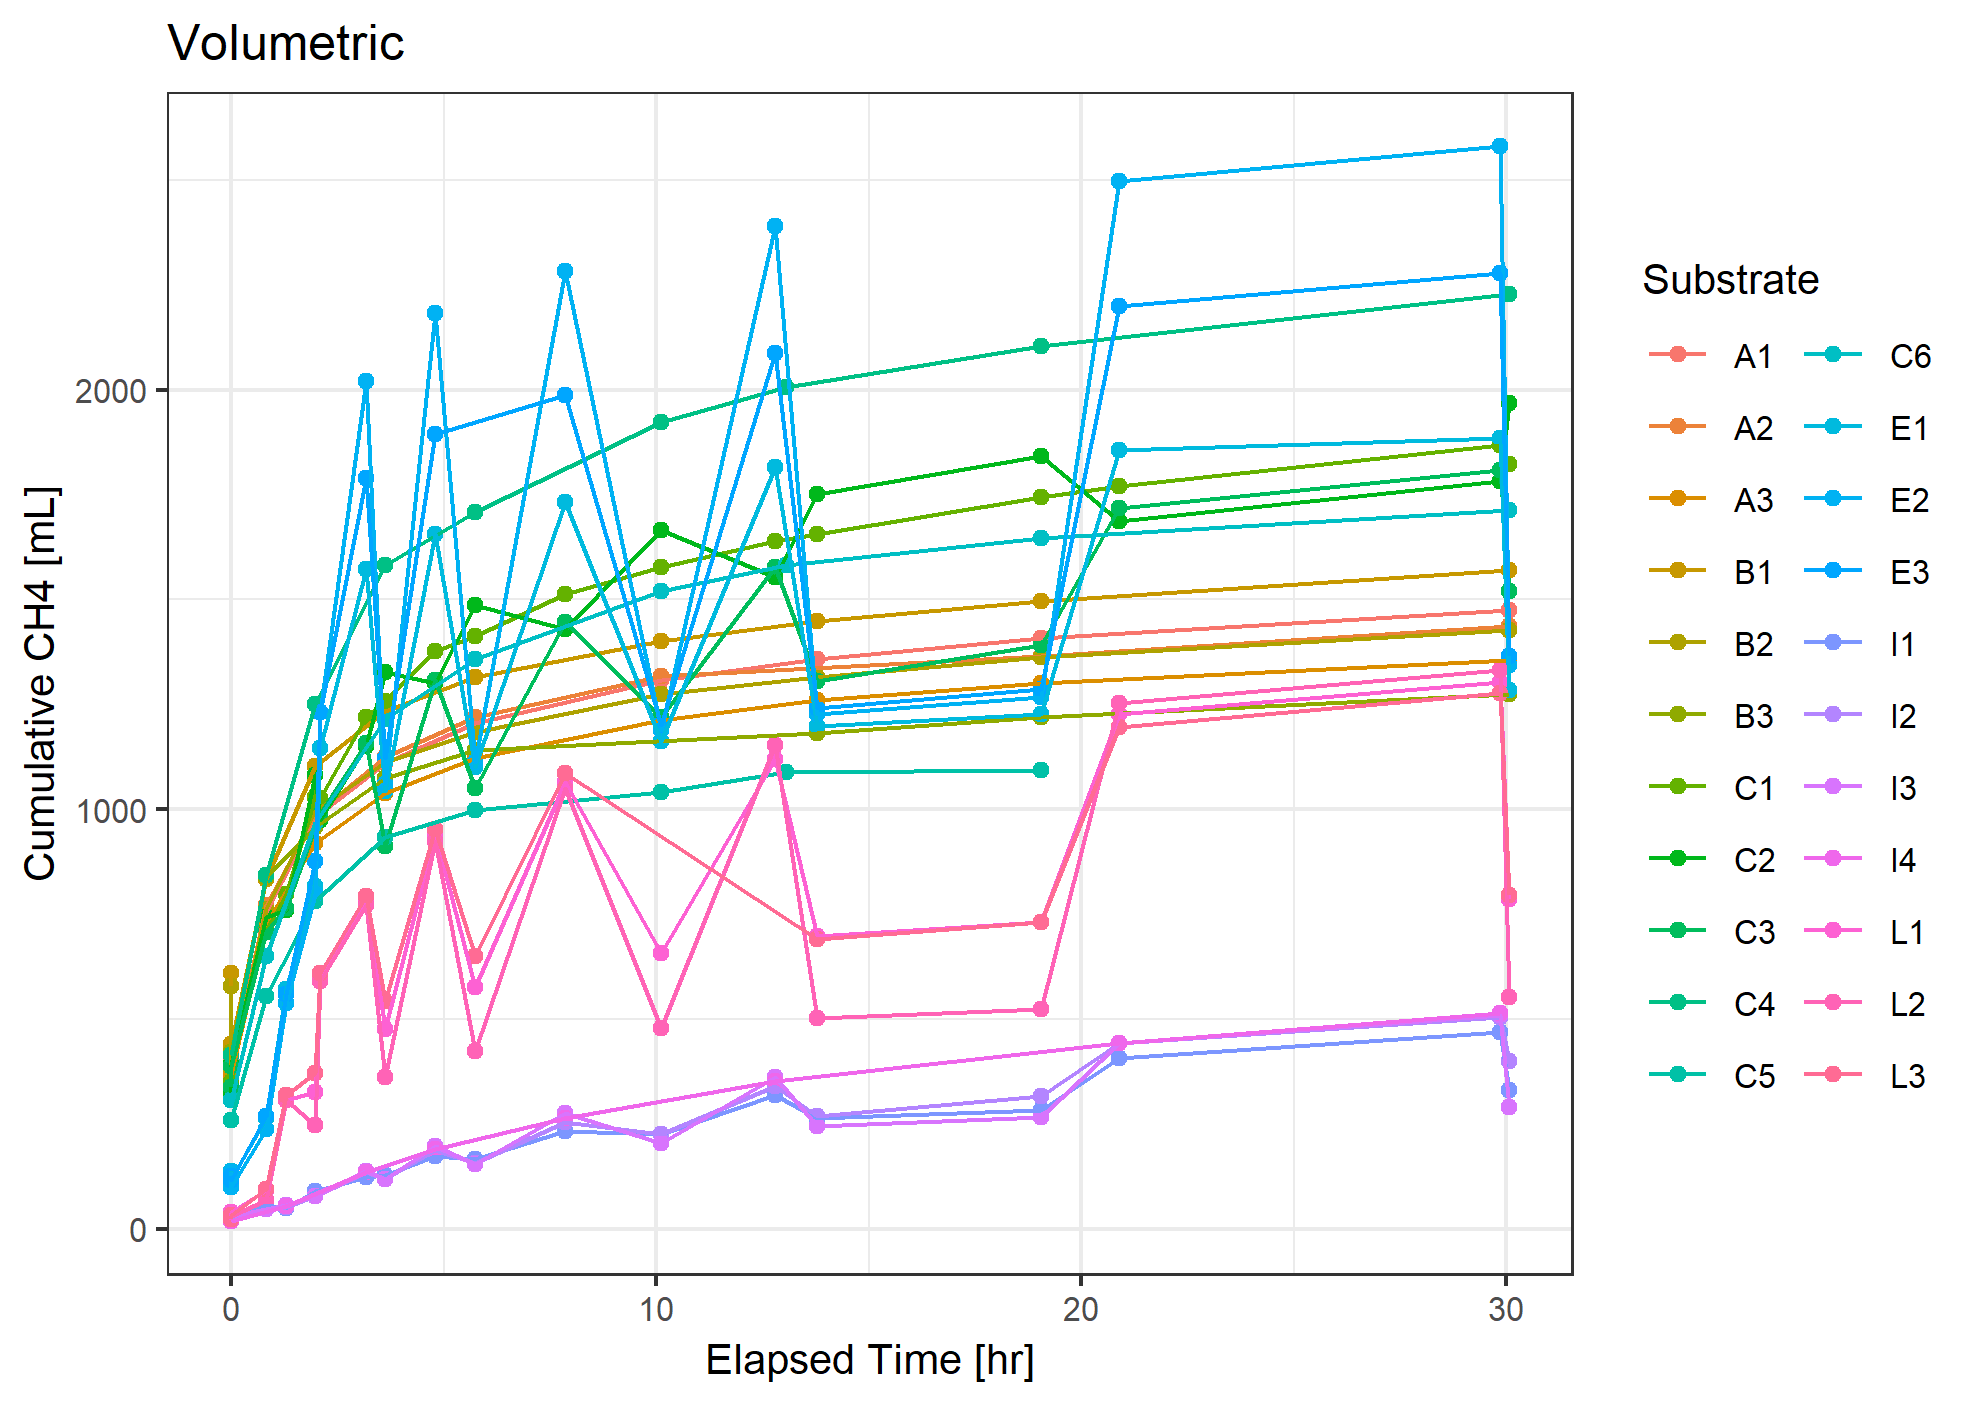 Volumetric
Cumulative CH4 [mL]
2000
1000
0
0 10 20 30
Elapsed Time [hr]
Substrate
A1 C6
A2 E1
A3 E2
B1 E3
B2 I1
B3 I2
C1 I3
C2 I4
C3 L1
C4 L2
C5 L3